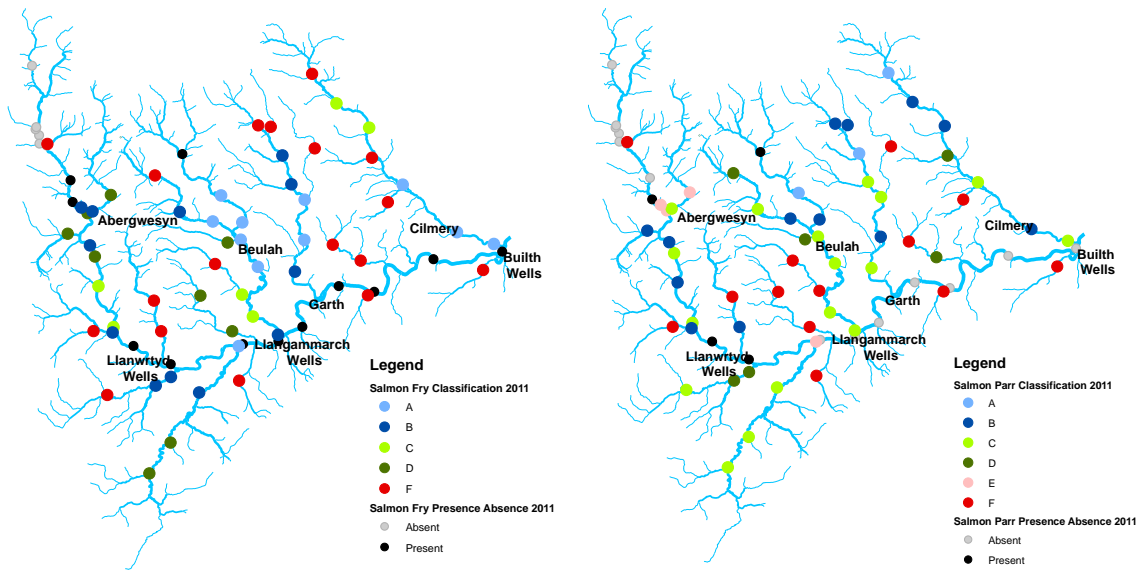 Abergwesyn
Beulah
Cilmery
Builth
Wells
Garth
Llangammarch
Wells
Llanwrtyd
Wells
Legend
Salmon Fry Classification 2011
A
B
C
D
F
Salmon Fry Presence Absence 2011
Absent
Present
Abergwesyn
Beulah
Cilmery
Builth
Wells
Garth
Llangammarch
Wells
Llanwrtyd
Wells
Legend
Salmon Parr Classification 2011
A
B
C
D
E
F
Salmon Parr Presence Absence 2011
Absent
Present